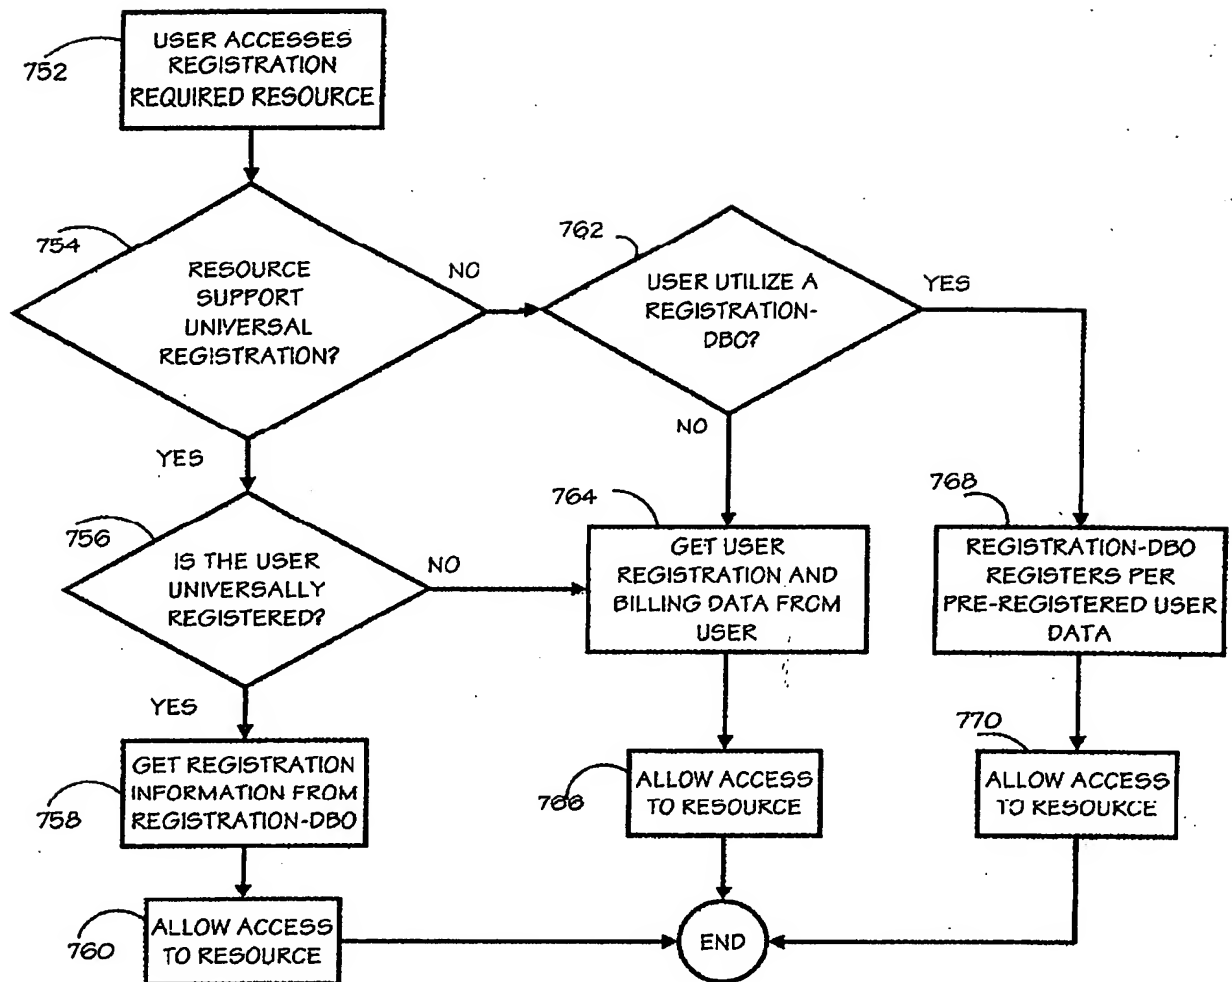 752
USER ACCESSES
REGISTRATION
REQUIRED RESOURCE
754
RESOURCE
SUPPORT
UNIVERSAL
REGISTRATION?
NO
YES
762
USER UTILIZE A
REGISTRATION-
DBO?
YES
NO
756
IS THE USER
UNIVERSALLY
REGISTERED?
NO
YES
764
GET USER
REGISTRATION AND
BILLING DATA FROM
USER
768
REGISTRATION-DBO
REGISTERS PER
PRE-REGISTERED USER
DATA
758
GET REGISTRATION
INFORMATION FROM
REGISTRATION-DBO
766
ALLOW ACCESS
TO RESOURCE
770
ALLOW ACCESS
TO RESOURCE
760
ALLOW ACCESS
TO RESOURCE
END